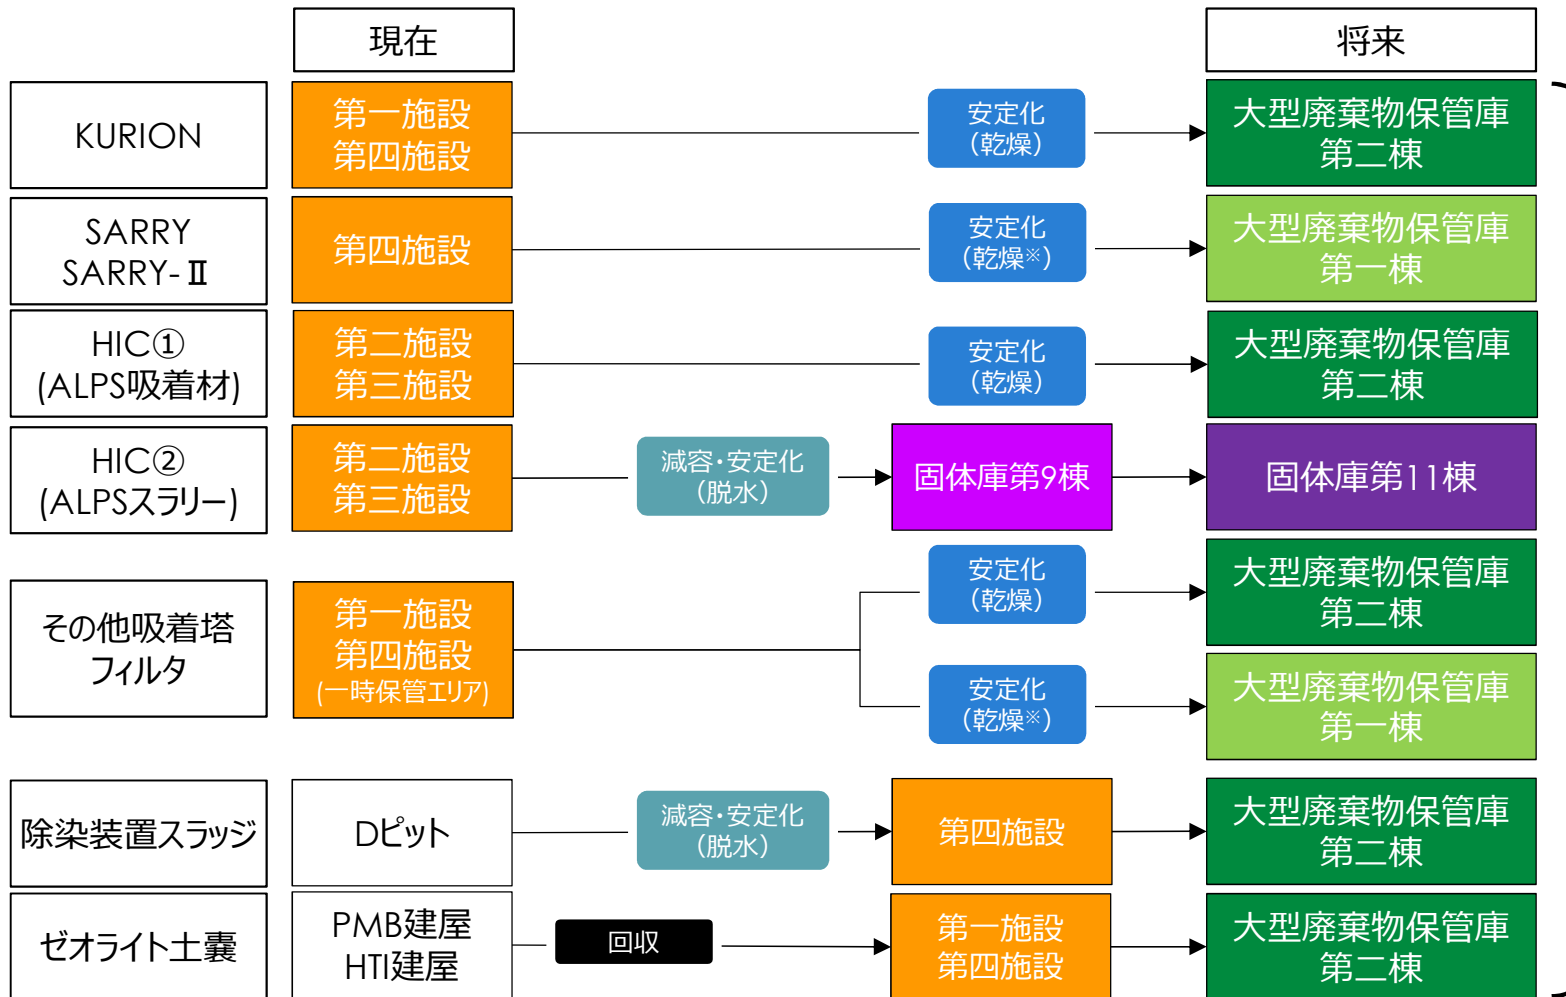 現在
将来
KURION
第一施設
第四施設
安定化
(乾燥)
大型廃棄物保管庫
第二棟
SARRY
SARRY-Ⅱ
第四施設
安定化
(乾燥※)
大型廃棄物保管庫
第一棟
HIC①
(ALPS吸着材)
第二施設
第三施設
安定化
(乾燥)
大型廃棄物保管庫
第二棟
HIC②
(ALPSスラリー)
第二施設
第三施設
減容・安定化
(脱水)
固体庫第9棟
固体庫第11棟
その他吸着塔
フィルタ
第一施設
第四施設
(一時保管エリア)
安定化
(乾燥)
大型廃棄物保管庫
第二棟
安定化
(乾燥※)
大型廃棄物保管庫
第一棟
除染装置スラッジ
Dピット
減容・安定化
(脱水)
第四施設
大型廃棄物保管庫
第二棟
ゼオライト土嚢
PMB建屋
HTI建屋
回収
第一施設
第四施設
大型廃棄物保管庫
第二棟